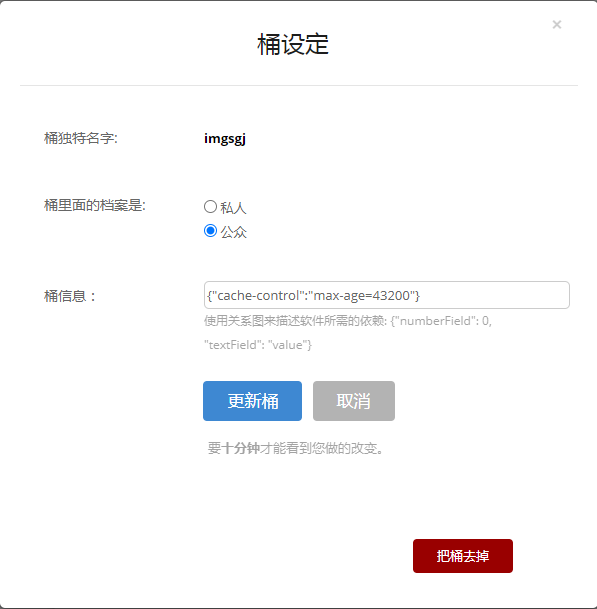 ×
桶设定
桶独特名字:
imgsgj
桶里面的档案是:
私人
公众
桶信息：
{"cache-control":"max-age=43200"}
使用关系图来描述软件所需的依赖: {"numberField": 0,
"textField": "value"}
更新桶
取消
要十分钟才能看到您做的改变。
把桶去掉